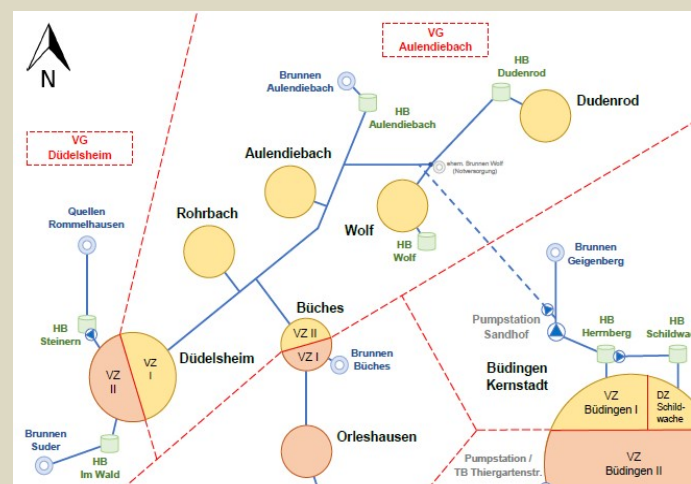 VG
Aulendiebach
HB
Dudenrod
Dudenrod
Brunnen
Aulendiebach
HB
Aulendiebach
N
VG
Düdelsheim
Aulendiebach
ehem. Brunnen Wolf
(Notversorgung)
Rohrbach
Wolf
HB
Wolf
Quellen
Rommelhausen
Brunnen
Geigenberg
HB
Steinern
Büches
VZ II
VZ I
Pumpstation
Sandhof
HB
Herrnberg
HB
Schildwac
Düdelsheim
VZ
I
VZ
II
Brunnen
Büches
Büdingen
Kernstadt
VZ
Büdingen I
DZ
Schild-
wache
Orleshausen
Brunnen
Suder
HB
Im Wald
Pumpstation /
TB Thiergartenstr.
VZ
Büdingen II